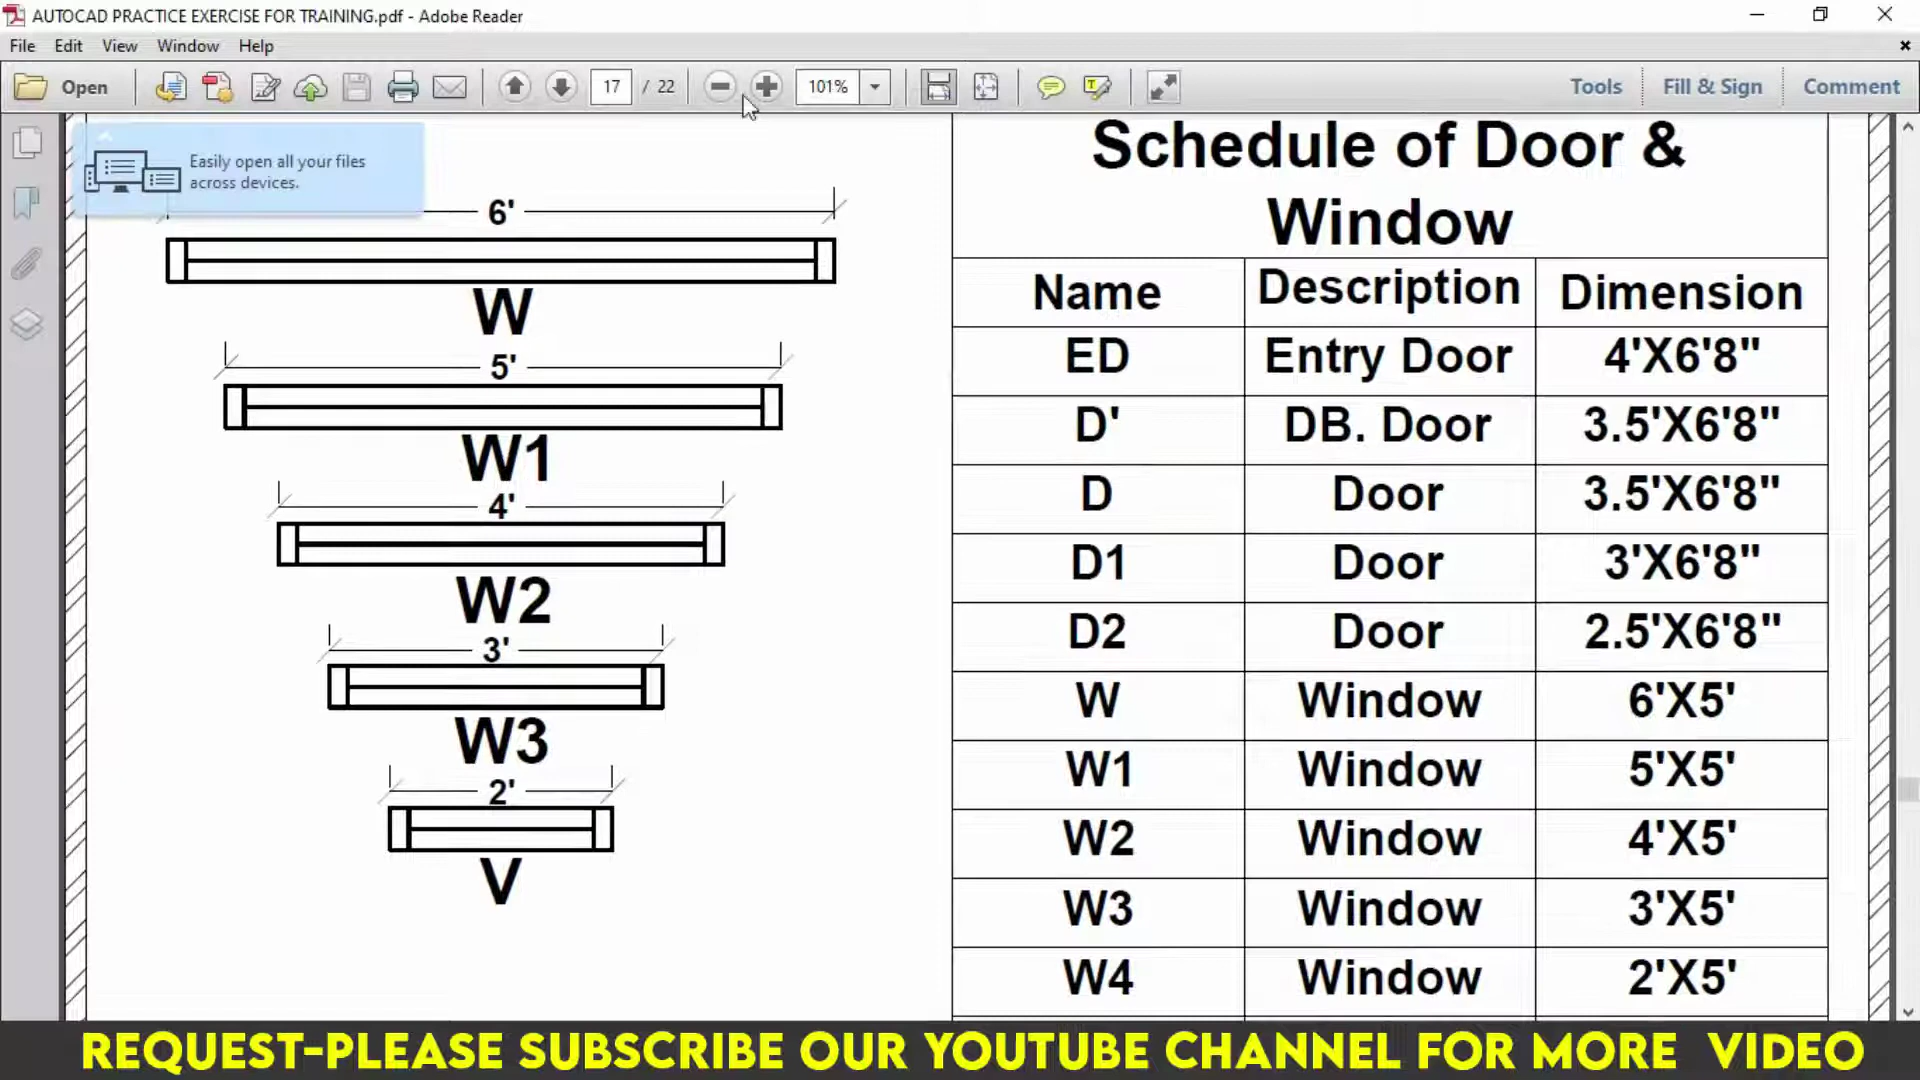 AUTOCAD PRACTICE EXERCISE FOR TRAINING.pdf - Adobe Reader
File Edit View Window Help
Open 17 / 22 101% Tools Fill & Sign Comment
Easily open all your files
across devices.
6'
W
5'
W1
4'
W2
3'
W3
2'
V
Schedule of Door &
Window
Name Description Dimension
ED Entry Door 4'X6'8"
D' DB. Door 3.5'X6'8"
D Door 3.5'X6'8"
D1 Door 3'X6'8"
D2 Door 2.5'X6'8"
W Window 6'X5'
W1 Window 5'X5'
W2 Window 4'X5'
W3 Window 3'X5'
W4 Window 2'X5'
REQUEST-PLEASE SUBSCRIBE OUR YOUTUBE CHANNEL FOR MORE VIDEO